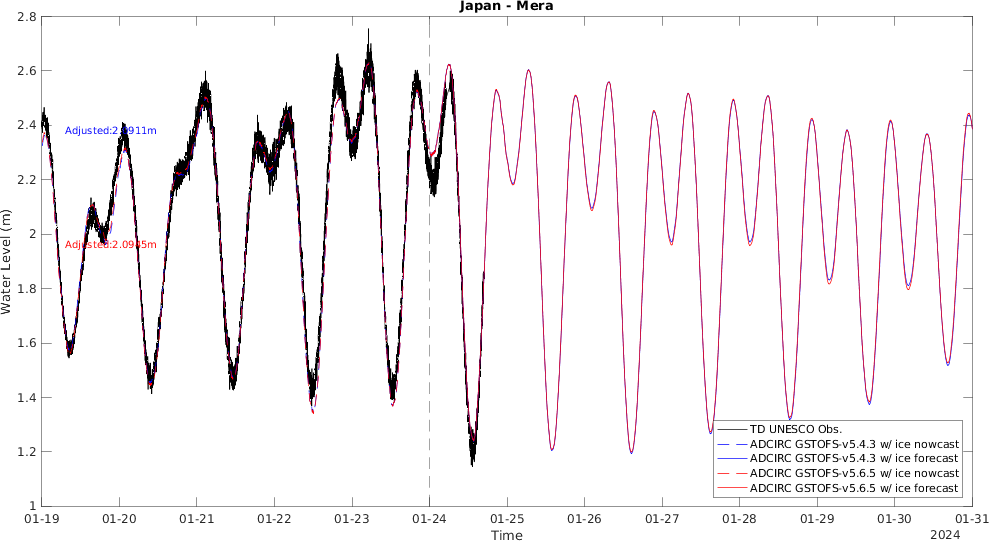 Japan - Mera
2.8
2.6
2.4
2.2
2
1.8
1.6
1.4
1.2
1
Water Level (m)
Adjusted:2.0911m
Adjusted:2.0945m
TD UNESCO Obs.
ADCIRC GSTOFS-v5.4.3 w/ ice nowcast
ADCIRC GSTOFS-v5.4.3 w/ ice forecast
ADCIRC GSTOFS-v5.6.5 w/ ice nowcast
ADCIRC GSTOFS-v5.6.5 w/ ice forecast
01-19 01-20 01-21 01-22 01-23 01-24 01-25 01-26 01-27 01-28 01-29 01-30 01-31
Time
2024